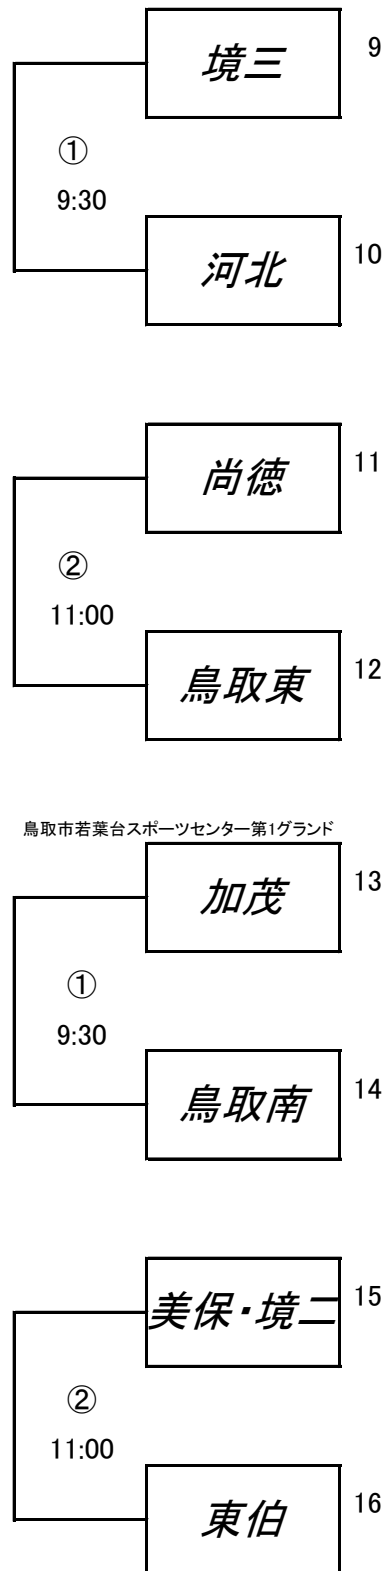 境三 9
①
9:30
河北 10
尚徳 11
②
11:00
鳥取東 12
鳥取市若葉台スポーツセンター第1グランド
加茂 13
①
9:30
鳥取南 14
美保・境二 15
②
11:00
東伯 16